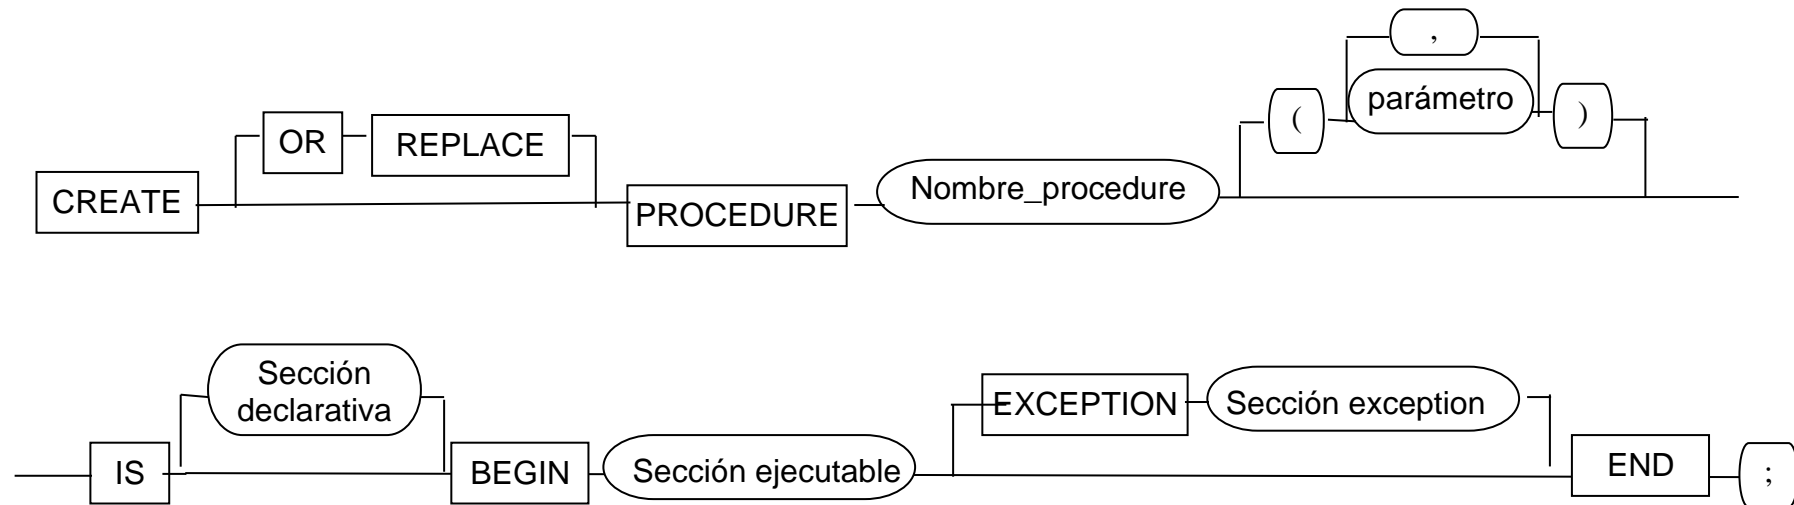 ,
( parámetro )
OR REPLACE
CREATE PROCEDURE Nombre_procedure
Sección
declarativa
EXCEPTION Sección exception
IS BEGIN Sección ejecutable END ;